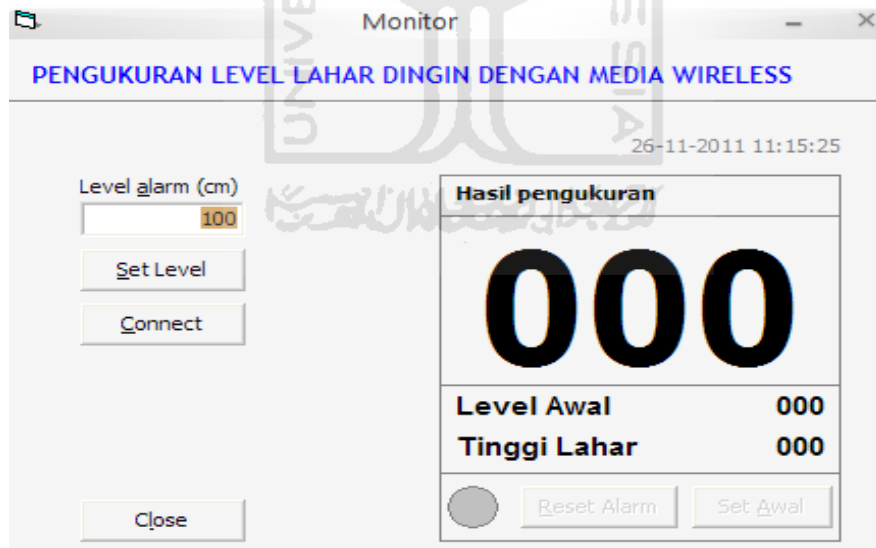 Monitor
PENGUKURAN LEVEL LAHAR DINGIN DENGAN MEDIA WIRELESS
26-11-2011 11:15:25
Level alarm (cm)
100
Set Level
Connect
Close
Hasil pengukuran
000
Level Awal 000
Tinggi Lahar 000
Reset Alarm Set Awal